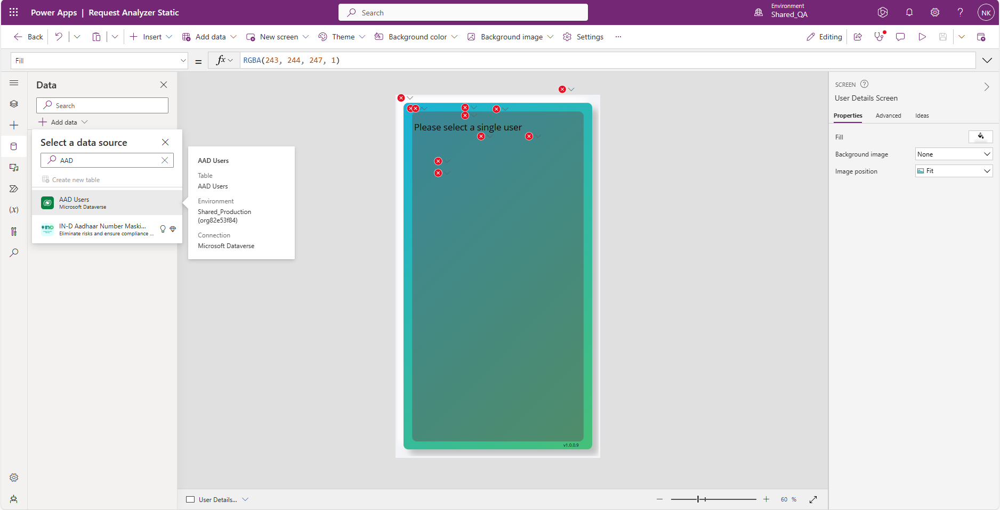 Power Apps | Request Analyzer Static
Search
Environment
Shared_QA
NK
Back
Insert
Add data
New screen
Theme
Background color
Background image
Settings
...
Editing
Fill
=
fx
RGBA(243, 244, 247, 1)
Data
Search
Add data
Select a data source
AAD
Create new table
AAD Users
Microsoft Dataverse
IN-D
IN-D Aadhaar Number Maski...
Eliminate risks and ensure compliance ...
AAD Users
Table
AAD Users
Environment
Shared_Production
(org82e53f84)
Connection
Microsoft Dataverse
(x)
Please select a single user
v1.0.0.9
SCREEN
User Details Screen
Properties
Advanced
Ideas
Fill
Background image
None
Image position
Fit
User Details...
60 %